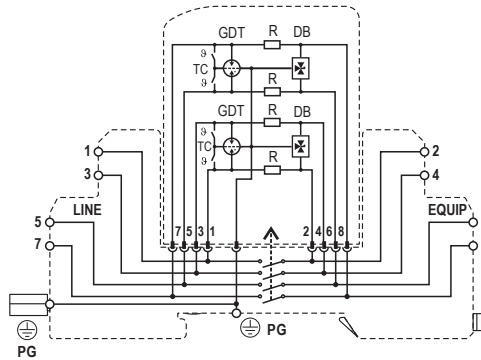 GDT R DB
ϑ
TC
ϑ
R
GDT R DB
ϑ
TC
ϑ
R
1 2
3 4
LINE EQUIP
7 5 3 1 2 4 6 8
5
7
PG
PG